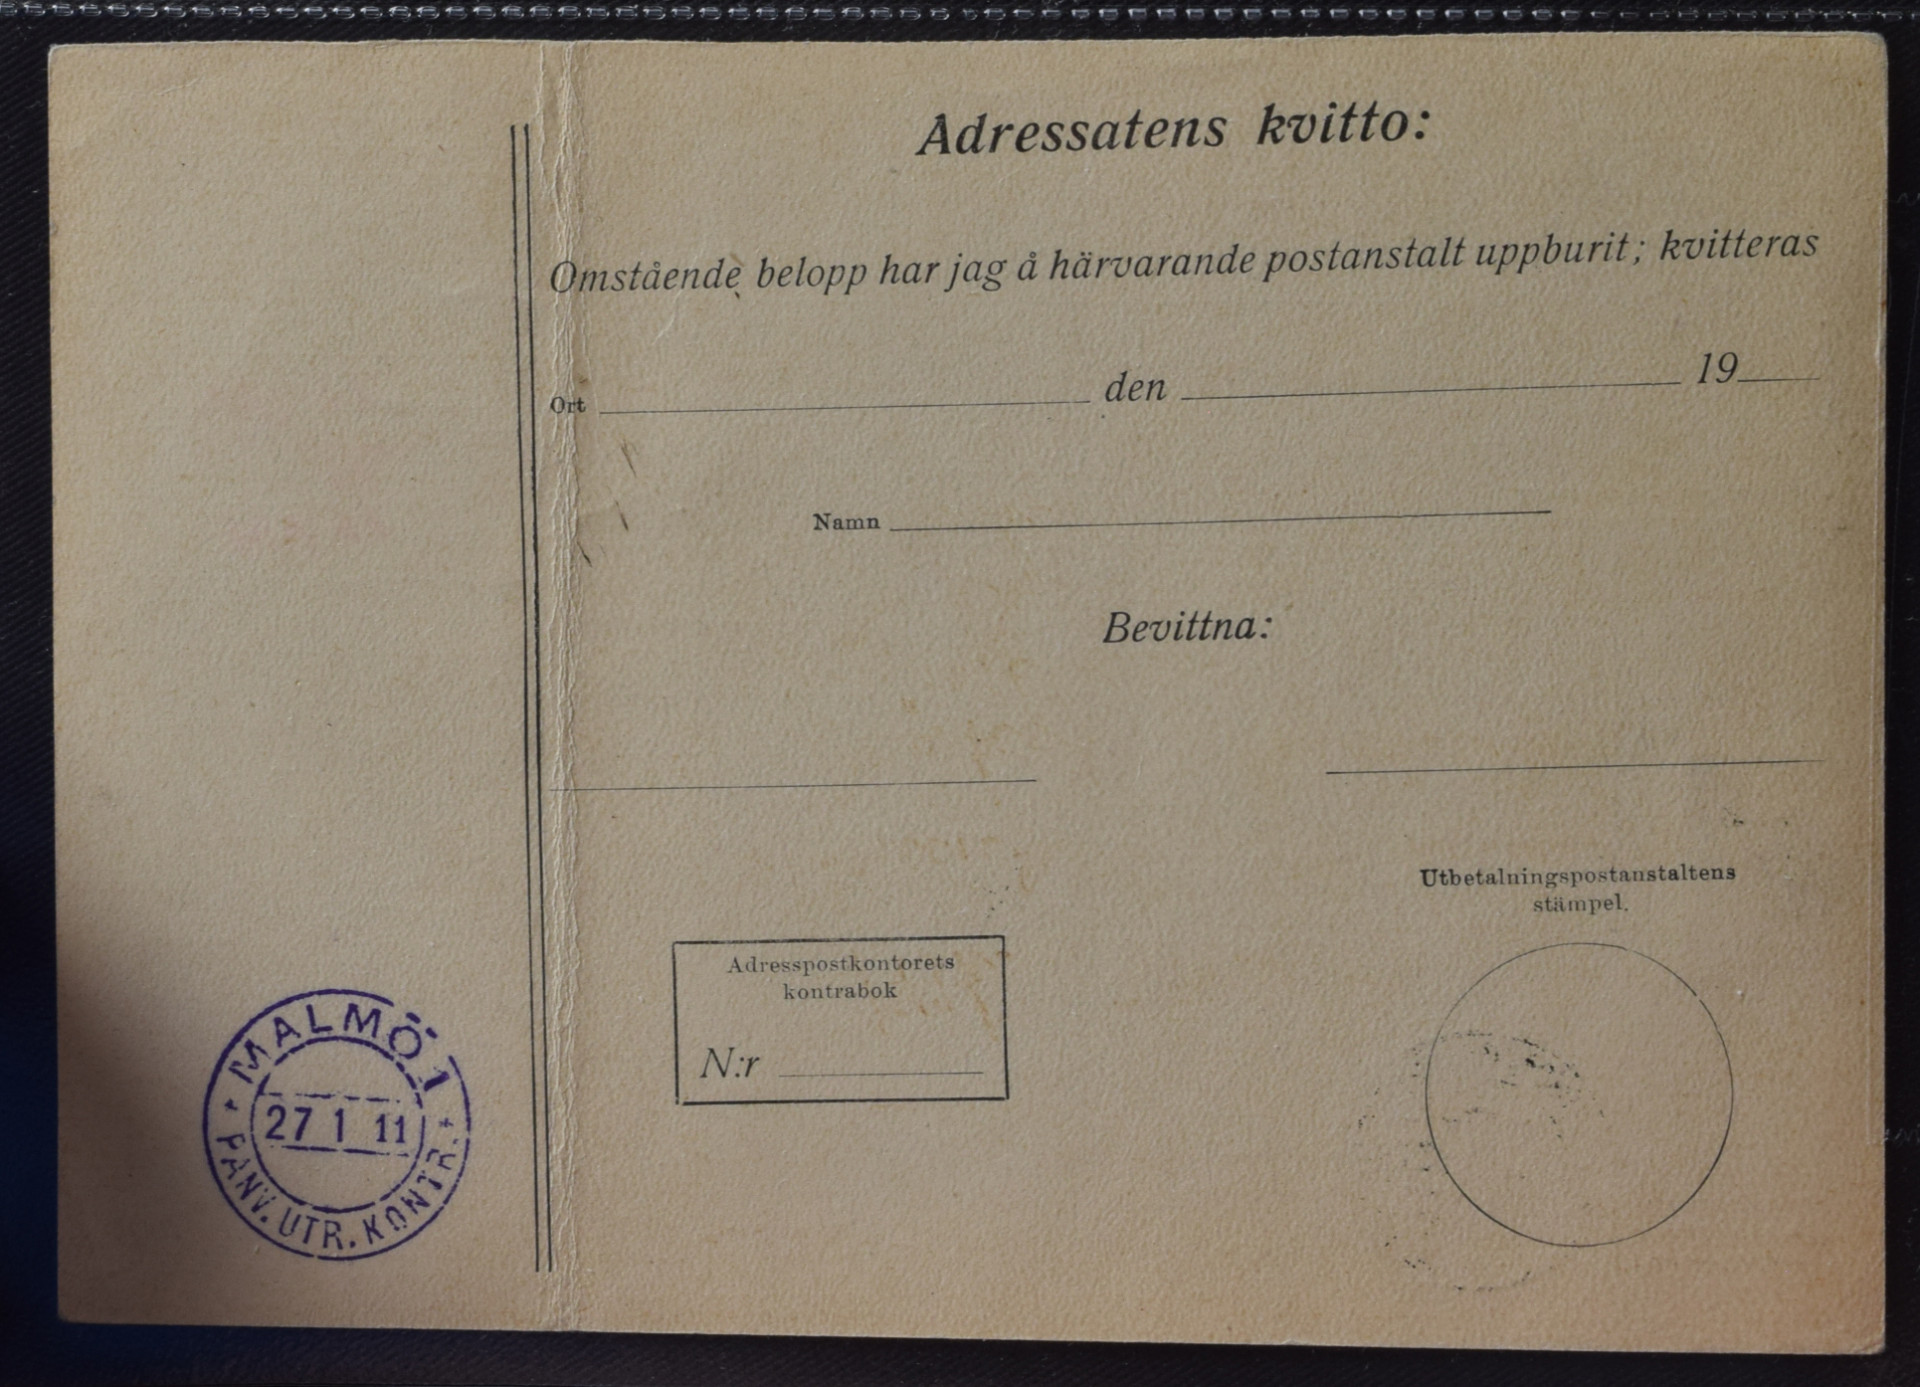 Adressatens kvitto:
Omstående belopp har jag å härvarande postanstalt uppburit; kvitteras
Ort den 19
Namn
Bevittna:
Utbetalningspostanstaltens
stämpel.
Adresspostkontorets
kontrabok
N:r
MALMÖ 1
27 1 11
PANV. UTR. KONTR.